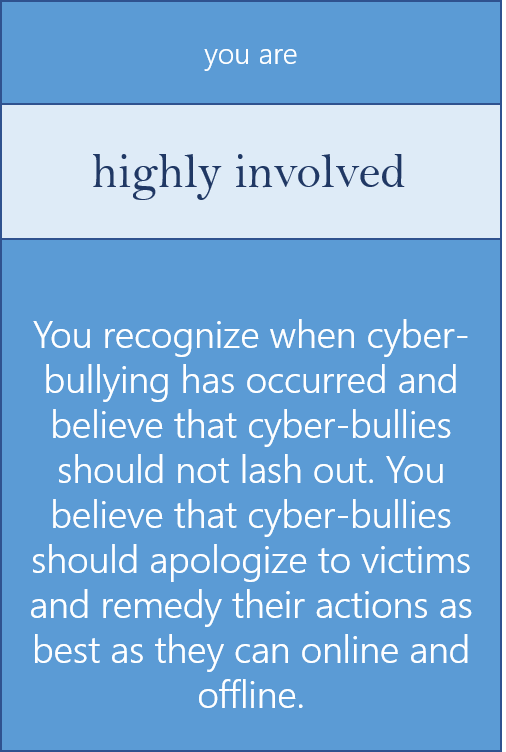 you are
highly involved
You recognize when cyber-
bullying has occurred and
believe that cyber-bullies
should not lash out. You
believe that cyber-bullies
should apologize to victims
and remedy their actions as
best as they can online and
offline.